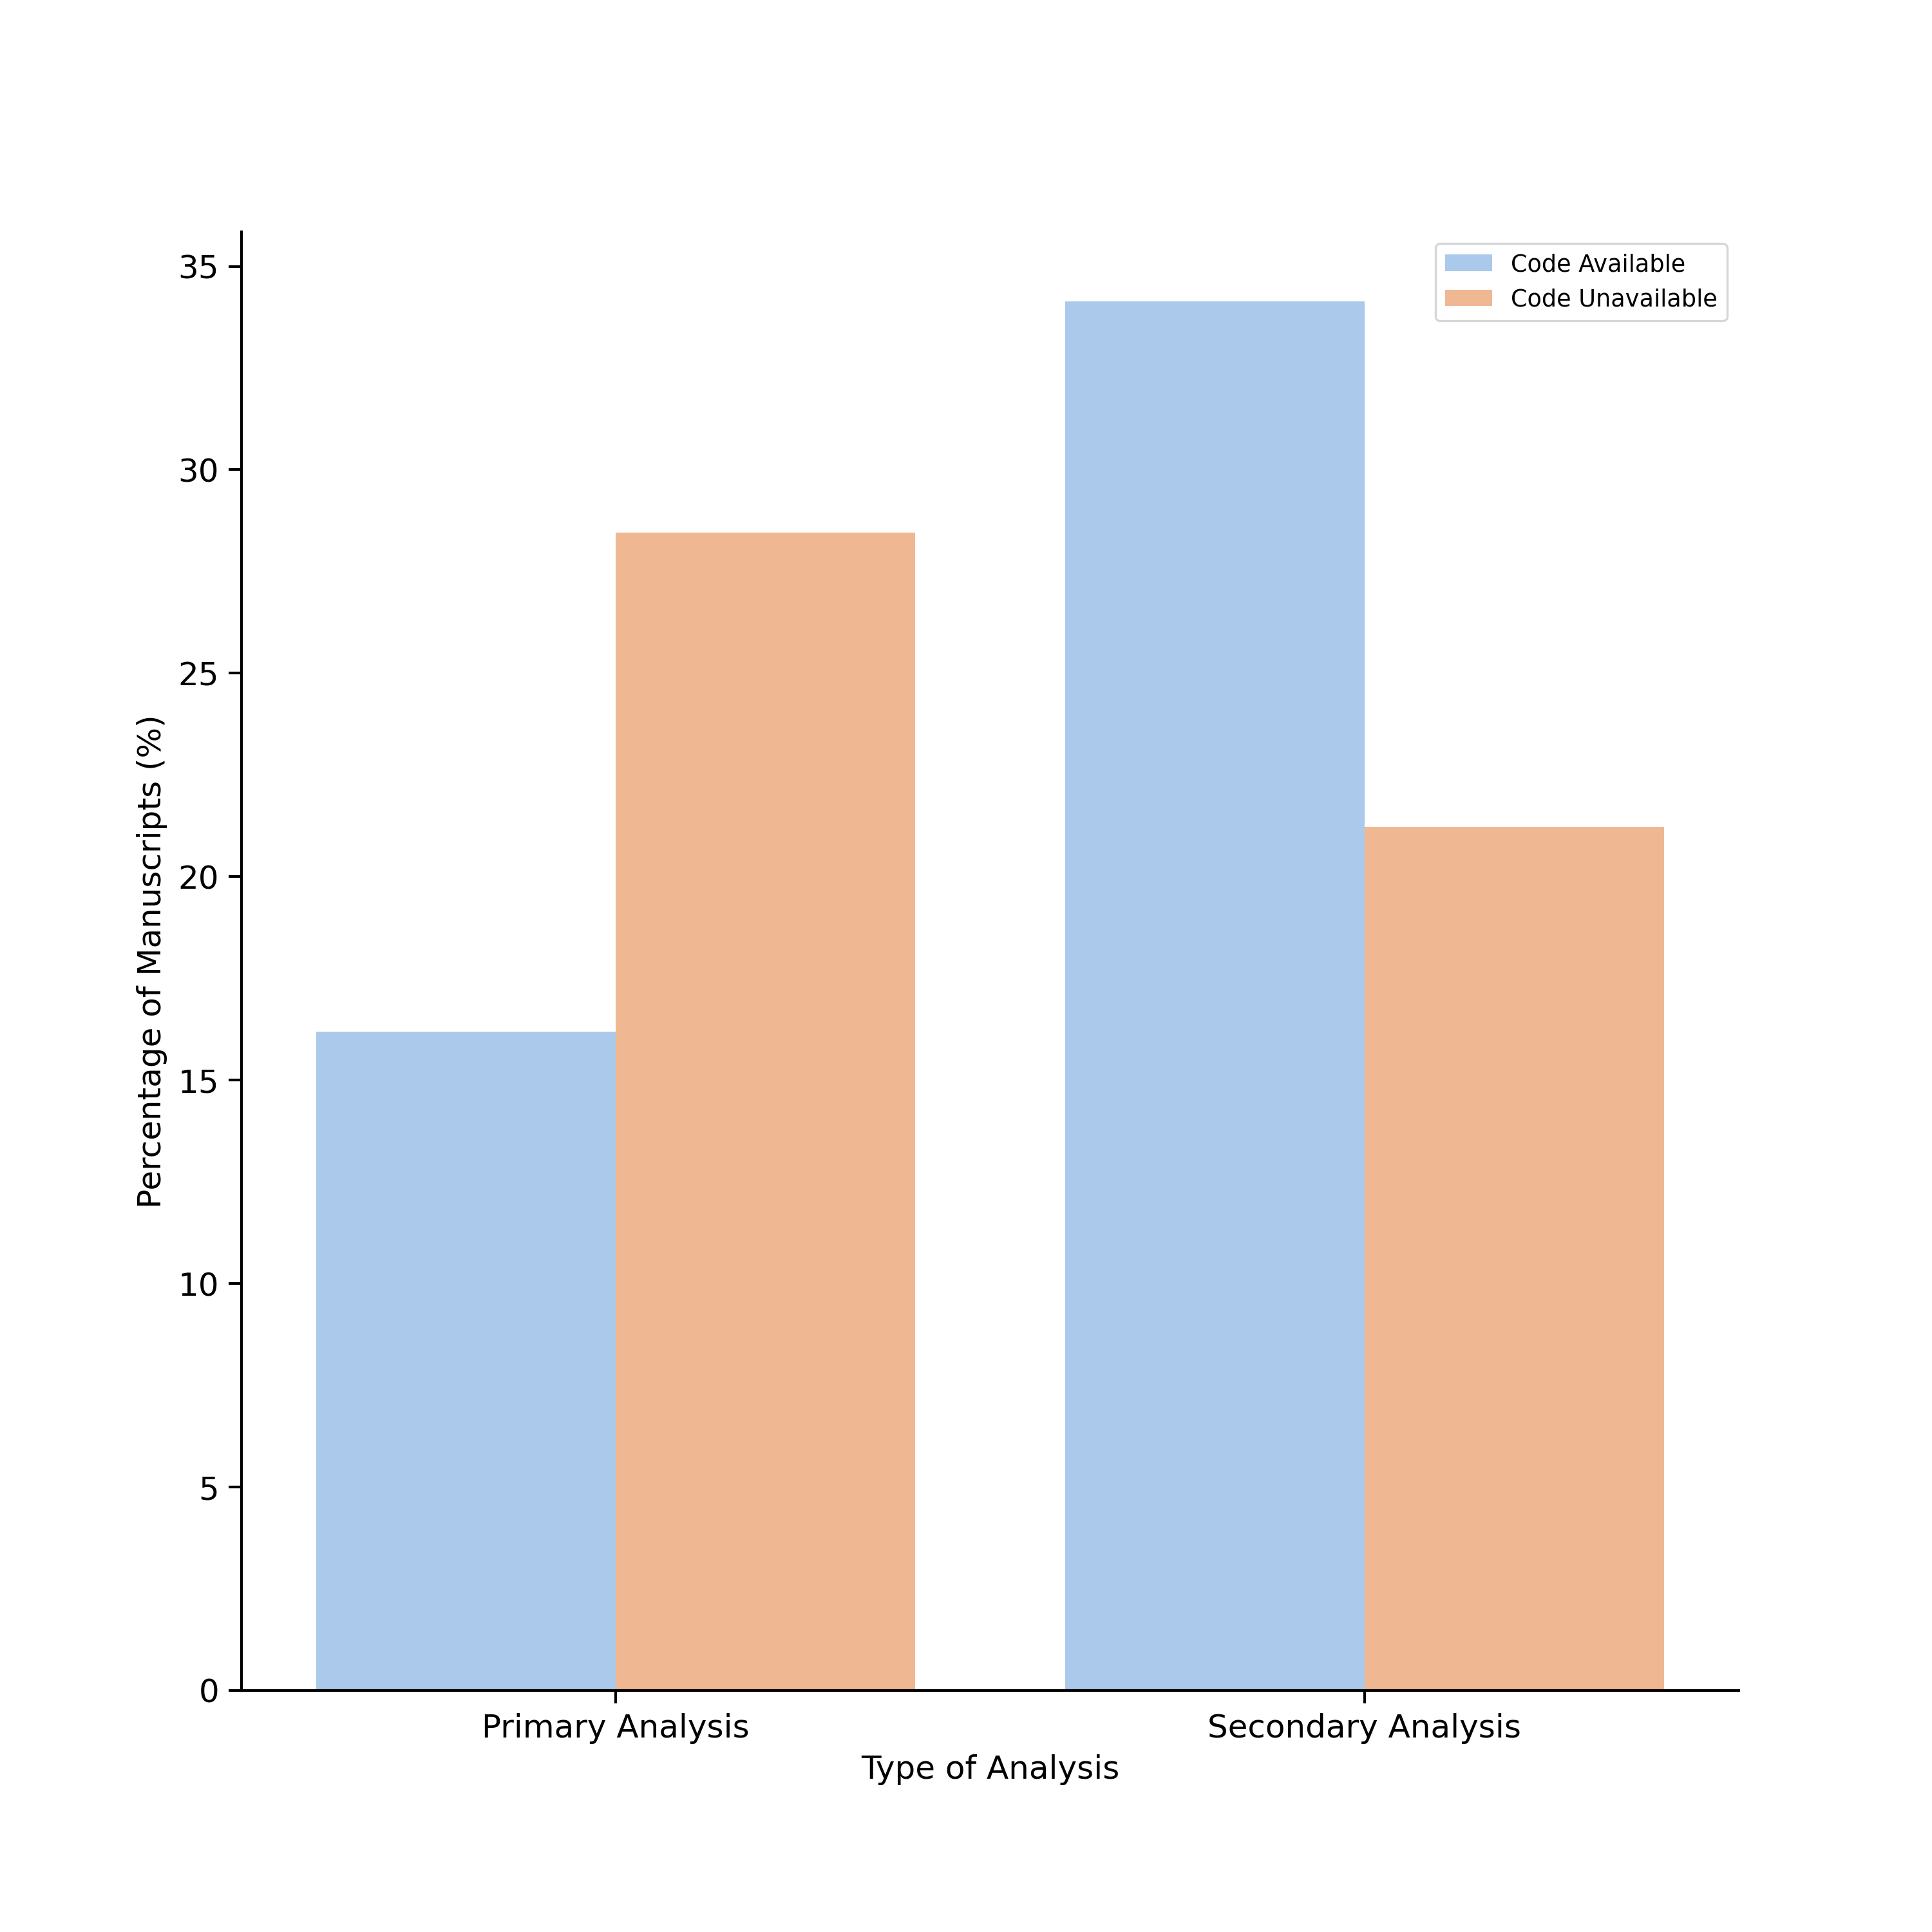 Code Available
Code Unavailable
Percentage of Manuscripts (%)
35
30
25
20
15
10
5
0
Primary Analysis
Secondary Analysis
Type of Analysis